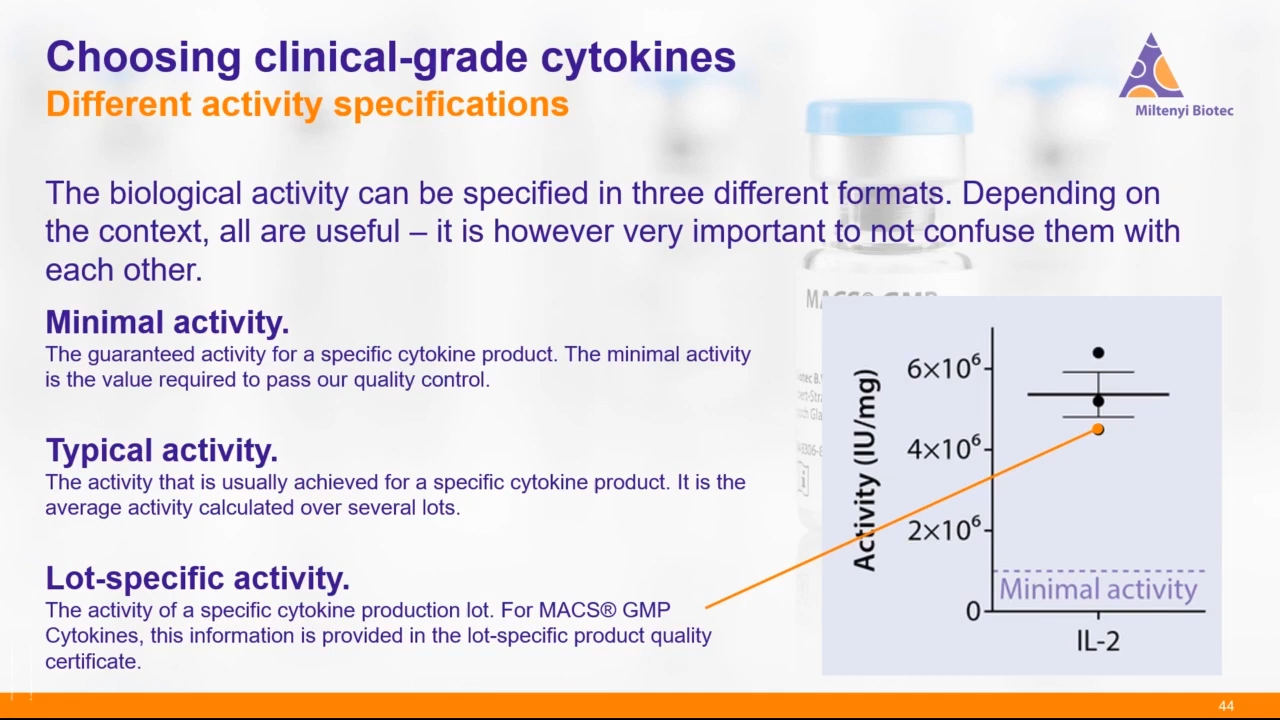 Choosing clinical-grade cytokines
Different activity specifications
Miltenyi Biotec
The biological activity can be specified in three different formats. Depending on
the context, all are useful – it is however very important to not confuse them with
each other.
Minimal activity.
The guaranteed activity for a specific cytokine product. The minimal activity
is the value required to pass our quality control.
Typical activity.
The activity that is usually achieved for a specific cytokine product. It is the
average activity calculated over several lots.
Lot-specific activity.
The activity of a specific cytokine production lot. For MACS® GMP
Cytokines, this information is provided in the lot-specific product quality
certificate.
MACS® GMP
Activity (IU/mg)
6×10⁶
4×10⁶
2×10⁶
Minimal activity
0
IL-2
44